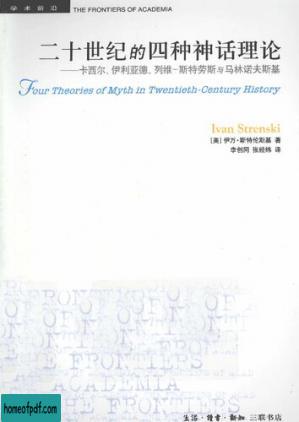 学术前沿 THE FRONTIERS OF ACADEMIA
二十世纪的四种神话理论
——卡西尔、伊利亚德、列维-斯特劳斯与马林诺夫斯基
Four Theories of Myth in Twentieth-Century History
Ivan Strenski
[美] 伊万·斯特伦斯基
李创同 张经纬 译
FRONTIERS
OF
ACADEMIA
THE FRONTIERS
生活·讀書·新知 三联书店
homeofpdf.com